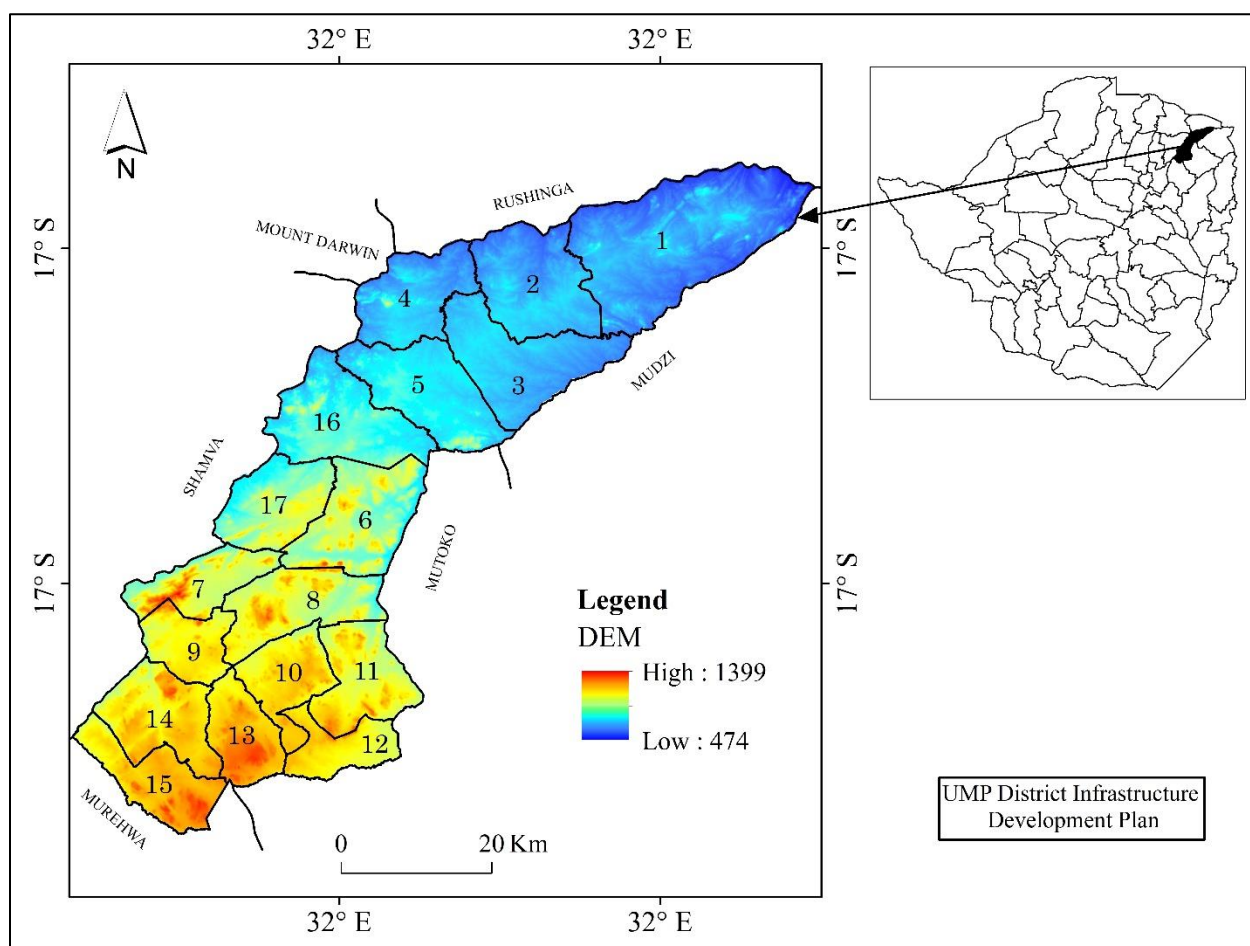 32° E
32° E
N
RUSHINGA
MOUNT DARWIN
17° S
17° S
1
2
4
3
5
MUDZI
16
SHAMVA
17
6
MUTOKO
17° S
17° S
7
8
Legend
DEM
High : 1399
Low : 474
9
10
11
14
13
12
15
MUREHWA
UMP District Infrastructure
Development Plan
0 20 Km
32° E
32° E